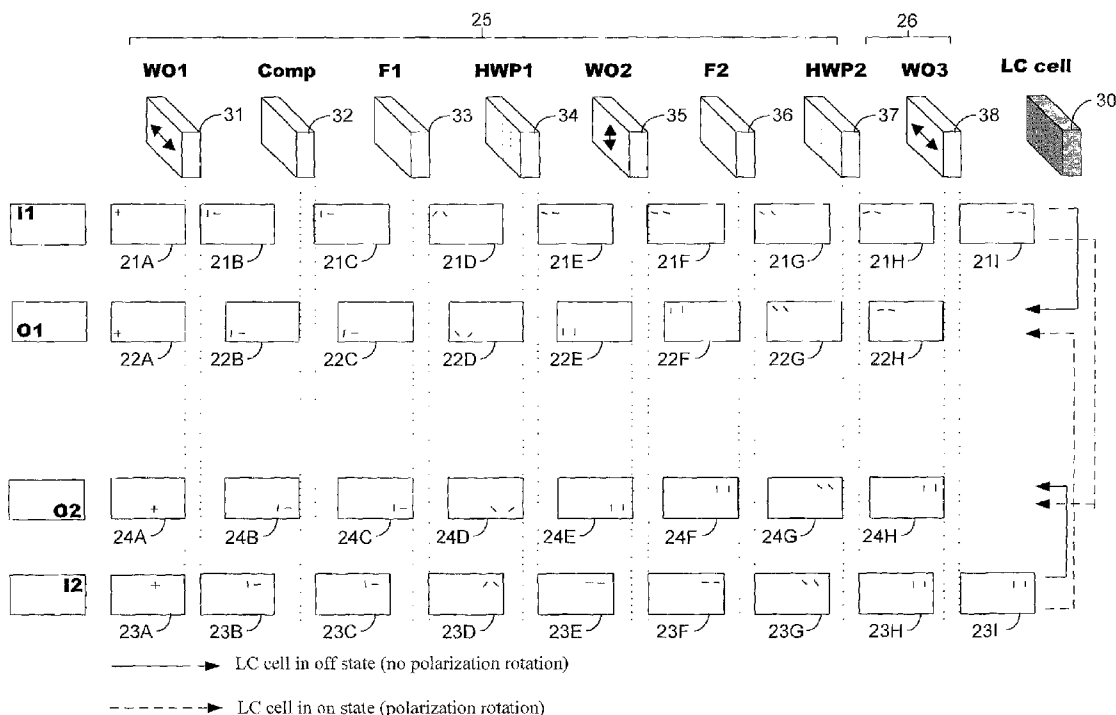 25
26
WO1 Comp F1 HWP1 WO2 F2 HWP2 WO3 LC cell
31 32 33 34 35 36 37 38 30
I1
21A 21B 21C 21D 21E 21F 21G 21H 21I
O1
22A 22B 22C 22D 22E 22F 22G 22H
O2
24A 24B 24C 24D 24E 24F 24G 24H
I2
23A 23B 23C 23D 23E 23F 23G 23H 23I
LC cell in off state (no polarization rotation)
LC cell in on state (polarization rotation)